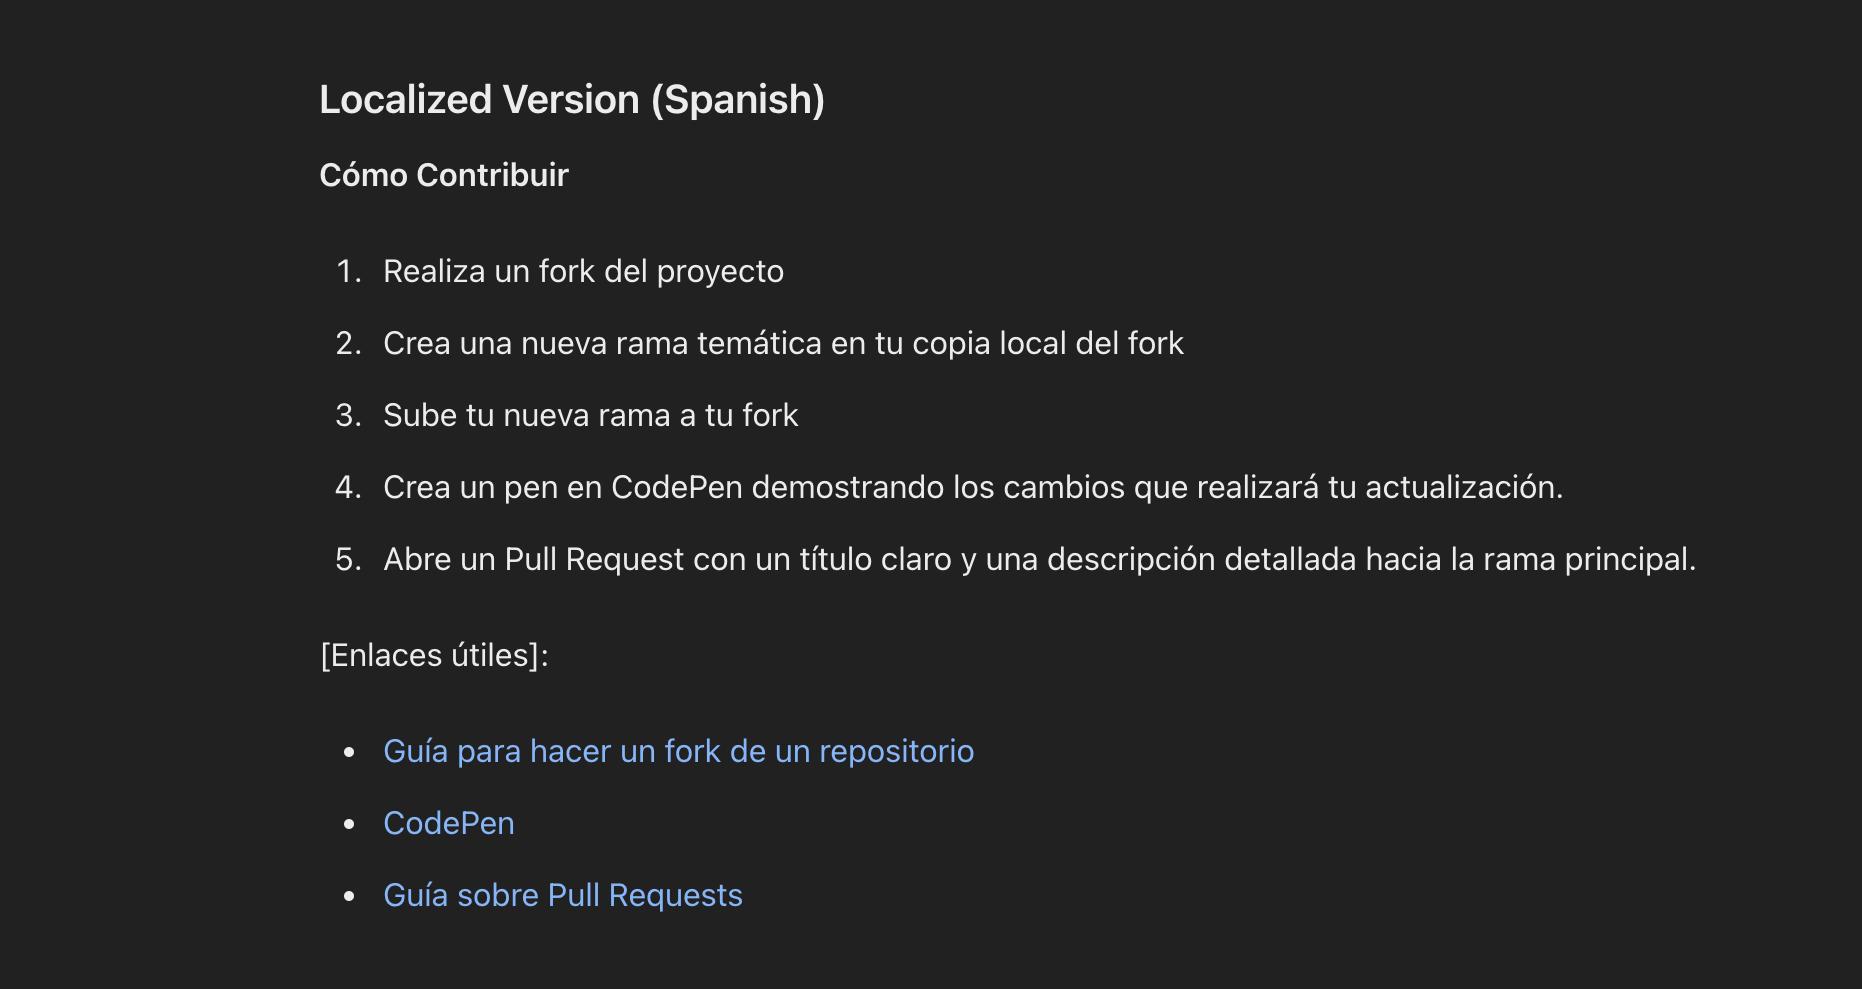 Localized Version (Spanish)
Cómo Contribuir
1. Realiza un fork del proyecto
2. Crea una nueva rama temática en tu copia local del fork
3. Sube tu nueva rama a tu fork
4. Crea un pen en CodePen demostrando los cambios que realizará tu actualización.
5. Abre un Pull Request con un título claro y una descripción detallada hacia la rama principal.
[Enlaces útiles]:
• Guía para hacer un fork de un repositorio
• CodePen
• Guía sobre Pull Requests